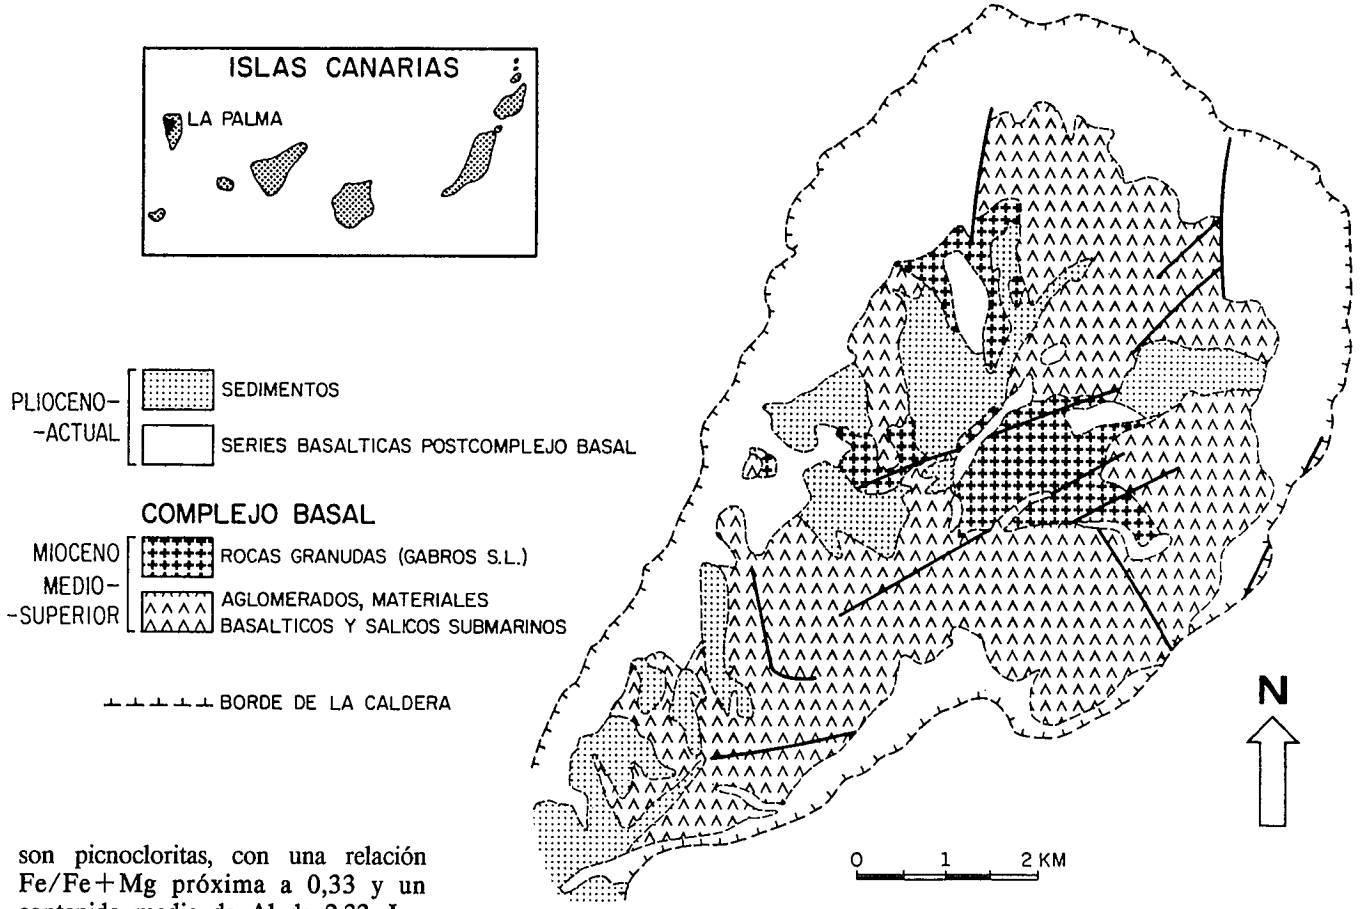 ISLAS CANARIAS
LA PALMA
PLIOCENO-
-ACTUAL
SEDIMENTOS
SERIES BASALTICAS POSTCOMPLEJO BASAL
COMPLEJO BASAL
MIOCENO
MEDIO-
-SUPERIOR
ROCAS GRANUDAS (GABROS S.L.)
AGLOMERADOS, MATERIALES
BASALTICOS Y SALICOS SUBMARINOS
BORDE DE LA CALDERA
N
0 1 2 KM
son picnocloritas, con una relación
Fe/Fe+Mg próxima a 0,33 y un